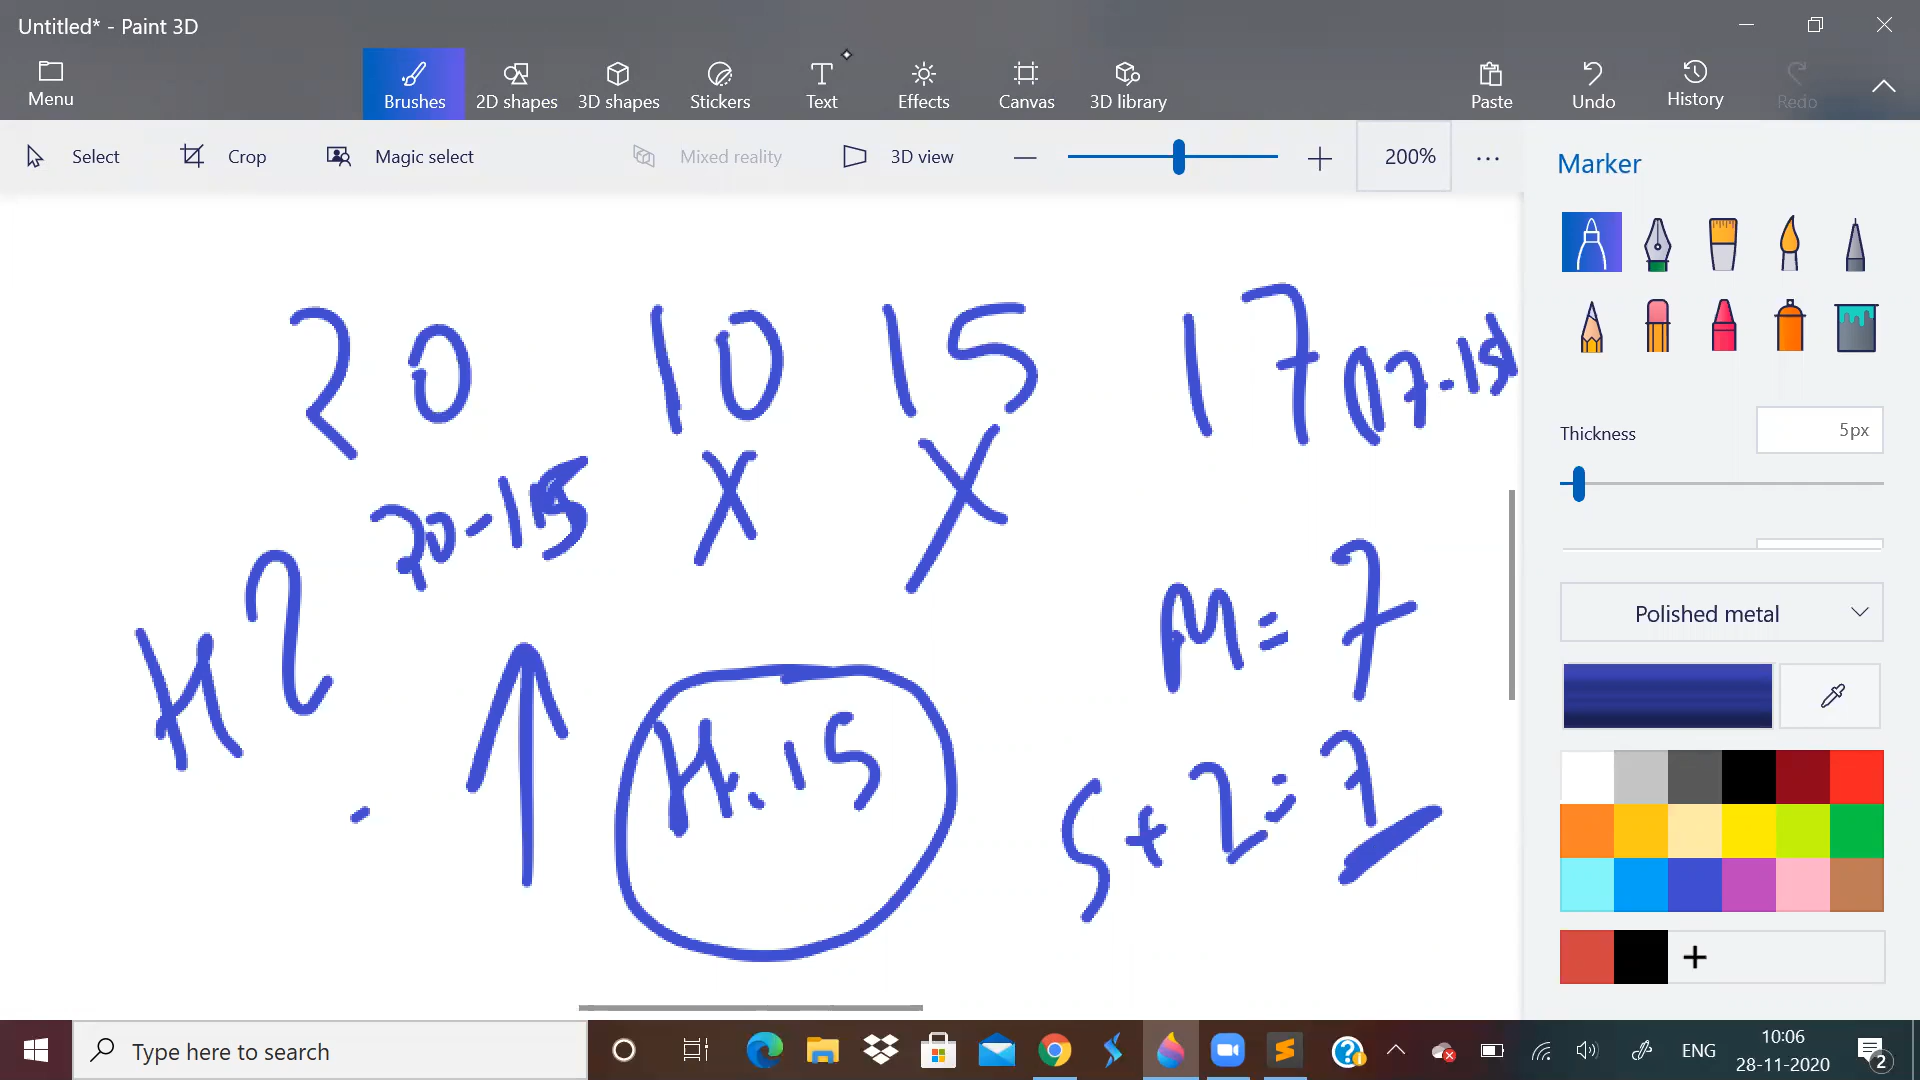 Untitled* - Paint 3D
Menu
Brushes
2D shapes
3D shapes
Stickers
Text
Effects
Canvas
3D library
Paste
Undo
History
Redo
Select
Crop
Magic select
Mixed reality
3D view
200%
Marker
20 10 15 17 (17-15)
20-15 X X
Thickness
5px
H?
M = 7
H.15
5+2=7
Polished metal
Type here to search
ENG
10:06
28-11-2020
2